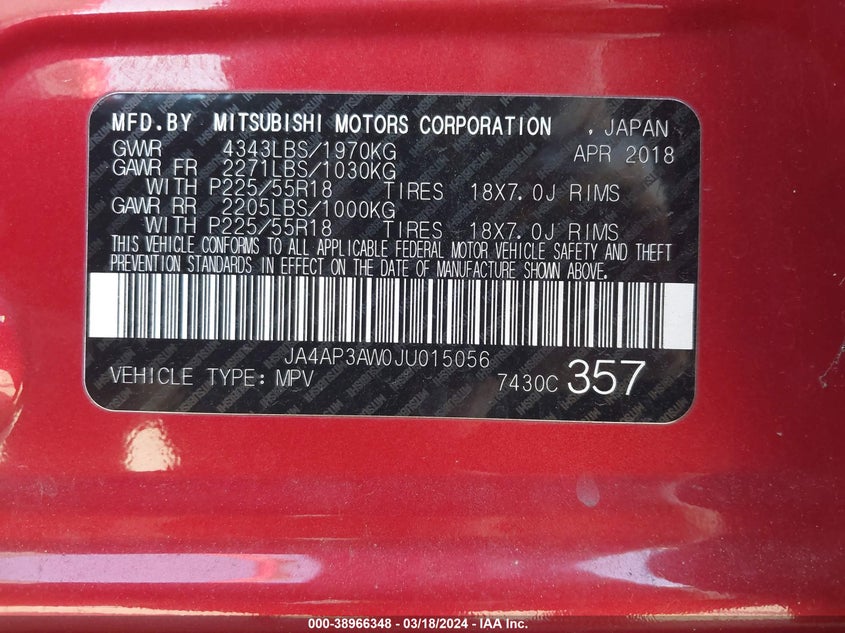 MFD.BY MITSUBISHI MOTORS CORPORATION , JAPAN
GVWR 4343LBS/1970KG APR 2018
GAWR FR 2271LBS/1030KG
WITH P225/55R18 TIRES 18X7.0J RIMS
GAWR RR 2205LBS/1000KG
WITH P225/55R18 TIRES 18X7.0J RIMS
THIS VEHICLE CONFORMS TO ALL APPLICABLE FEDERAL MOTOR VEHICLE SAFETY AND THEFT
PREVENTION STANDARDS IN EFFECT ON THE DATE OF MANUFACTURE SHOWN ABOVE.
JA4AP3AW0JU015056
VEHICLE TYPE: MPV 7430C 357
000-38966348 - 03/18/2024 - IAA Inc.